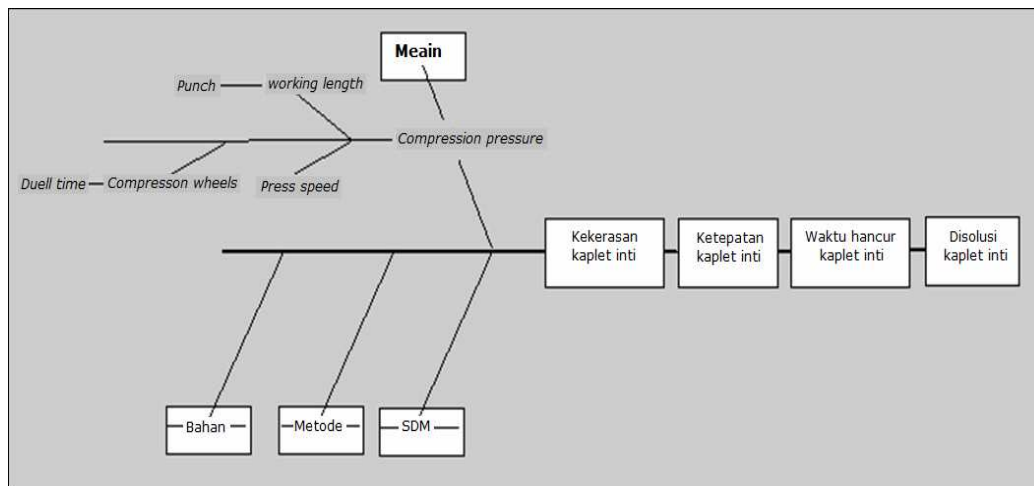 Meain
Punch
working length
Compression pressure
Duell time
Compresson wheels
Press speed
Kekerasan
kaplet inti
Ketepatan
kaplet inti
Waktu hancur
kaplet inti
Disolusi
kaplet inti
Bahan
Metode
SDM